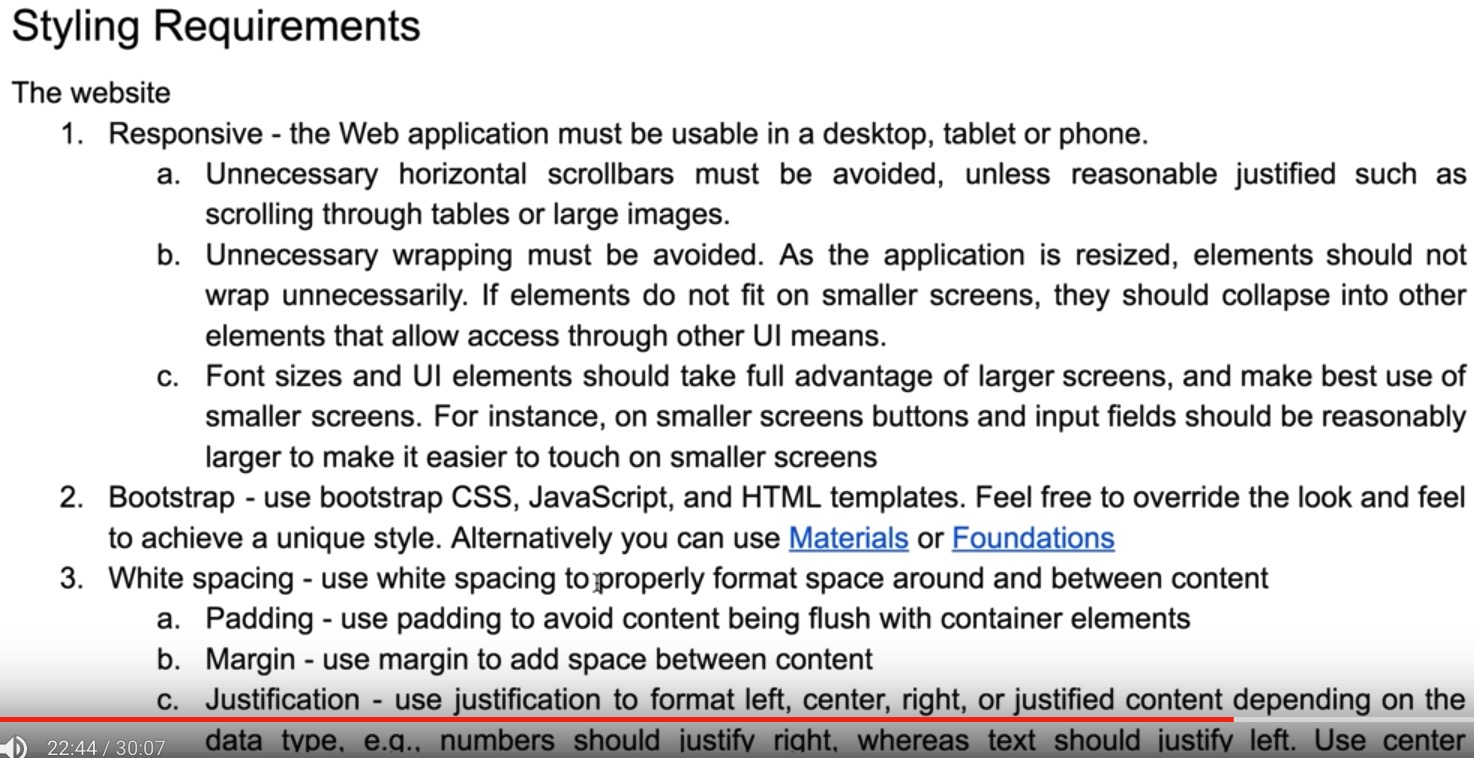 Styling Requirements
The website
1. Responsive - the Web application must be usable in a desktop, tablet or phone.
a. Unnecessary horizontal scrollbars must be avoided, unless reasonable justified such as
scrolling through tables or large images.
b. Unnecessary wrapping must be avoided. As the application is resized, elements should not
wrap unnecessarily. If elements do not fit on smaller screens, they should collapse into other
elements that allow access through other UI means.
c. Font sizes and UI elements should take full advantage of larger screens, and make best use of
smaller screens. For instance, on smaller screens buttons and input fields should be reasonably
larger to make it easier to touch on smaller screens
2. Bootstrap - use bootstrap CSS, JavaScript, and HTML templates. Feel free to override the look and feel
to achieve a unique style. Alternatively you can use Materials or Foundations
3. White spacing - use white spacing to properly format space around and between content
a. Padding - use padding to avoid content being flush with container elements
b. Margin - use margin to add space between content
c. Justification - use justification to format left, center, right, or justified content depending on the
data type, e.g., numbers should justify right, whereas text should justify left. Use center
22:44 / 30:07